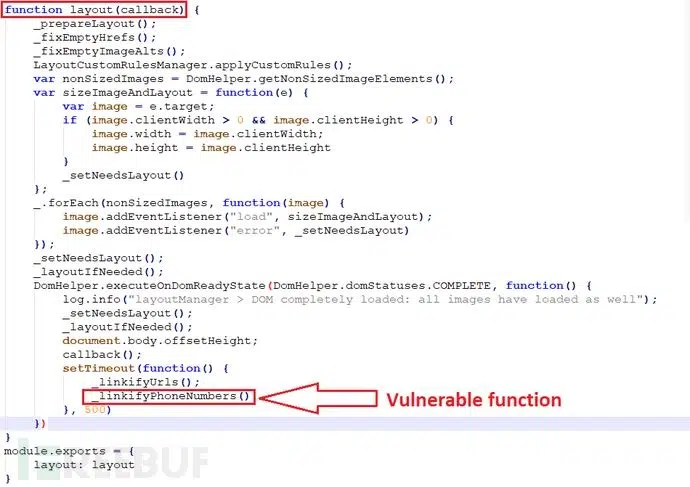 function layout(callback) {
_prepareLayout();
_fixEmptyHrefs();
_fixEmptyImageAlts();
LayoutCustomRulesManager.applyCustomRules();
var nonSizedImages = DomHelper.getNonSizedImageElements();
var sizeImageAndLayout = function(e) {
var image = e.target;
if (image.clientWidth > 0 && image.clientHeight > 0) {
image.width = image.clientWidth;
image.height = image.clientHeight
}
_setNeedsLayout()
};
_.forEach(nonSizedImages, function(image) {
image.addEventListener("load", sizeImageAndLayout);
image.addEventListener("error", _setNeedsLayout)
});
_setNeedsLayout();
_layoutIfNeeded();
DomHelper.executeOnDomReadyState(DomHelper.domStatuses.COMPLETE, function() {
log.info("layoutManager > DOM completely loaded: all images have loaded as well");
_setNeedsLayout();
_layoutIfNeeded();
document.body.offsetHeight;
callback();
setTimeout(function() {
_linkifyUrls();
_linkifyPhoneNumbers() Vulnerable function
}, 500)
})
}
module.exports = {
layout: layout
}
REEBUF